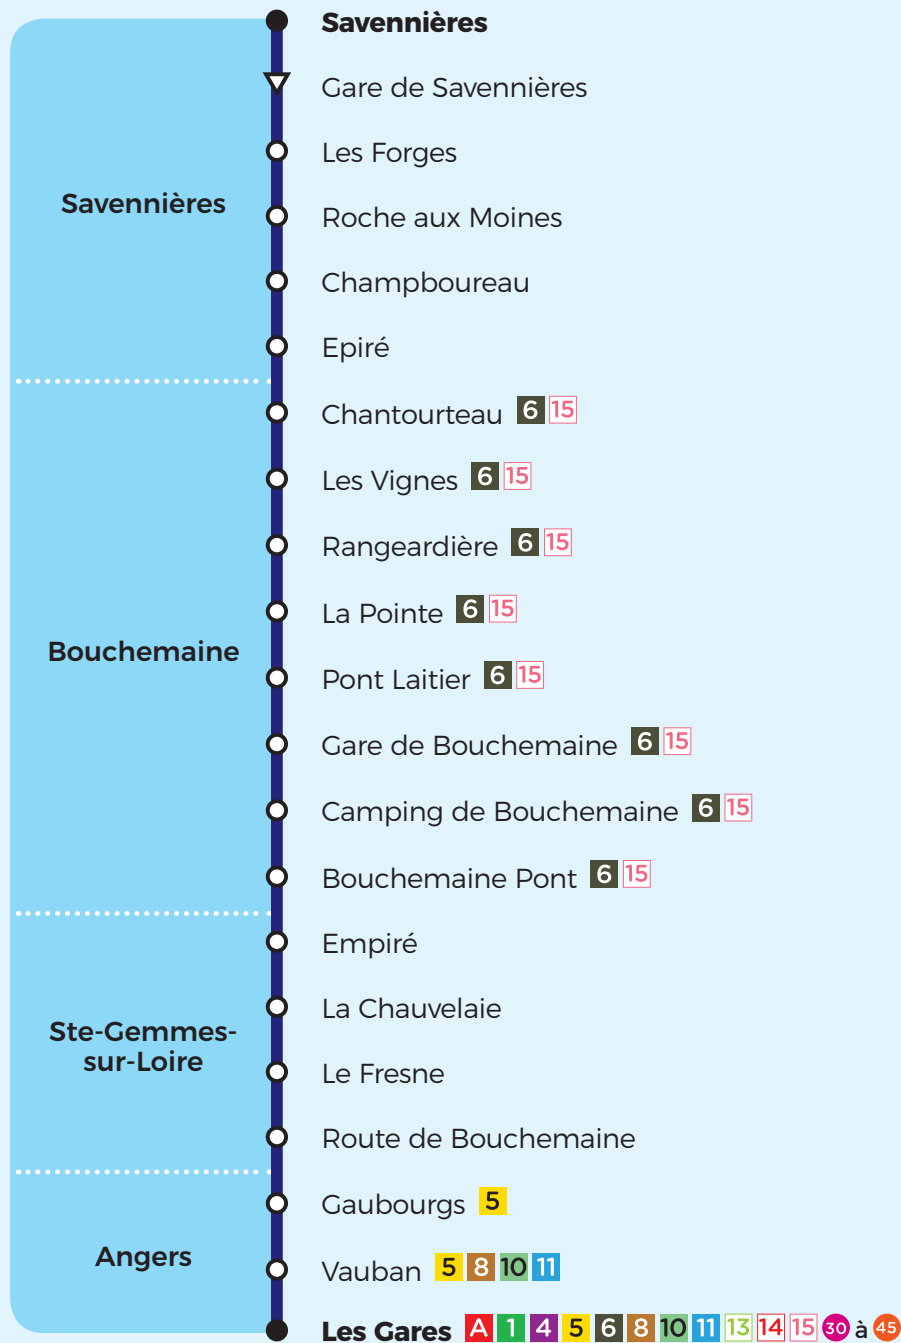 Savennières
Gare de Savennières
Les Forges
Savennières
Roche aux Moines
Champboureau
Epiré
Chantourteau 6 15
Les Vignes 6 15
Rangeardière 6 15
La Pointe 6 15
Bouchemaine
Pont Laitier 6 15
Gare de Bouchemaine 6 15
Camping de Bouchemaine 6 15
Bouchemaine Pont 6 15
Empiré
La Chauvelaie
Ste-Gemmes-
sur-Loire
Le Fresne
Route de Bouchemaine
Gaubourgs 5
Angers
Vauban 5 8 10 11
Les Gares A 1 4 5 6 8 10 11 13 14 15 30 à 45